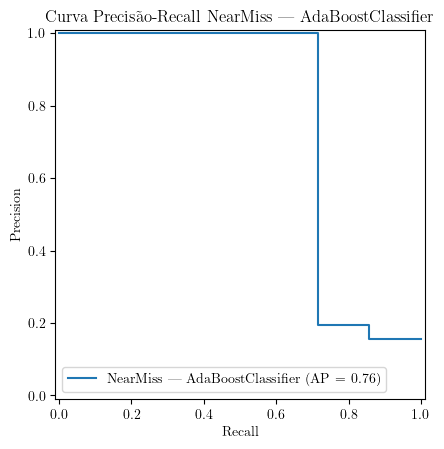 Curva Precisão-Recall NearMiss — AdaBoostClassifier
1.0
0.8
0.6
0.4
0.2
0.0
Precision
NearMiss — AdaBoostClassifier (AP = 0.76)
0.0 0.2 0.4 0.6 0.8 1.0
Recall